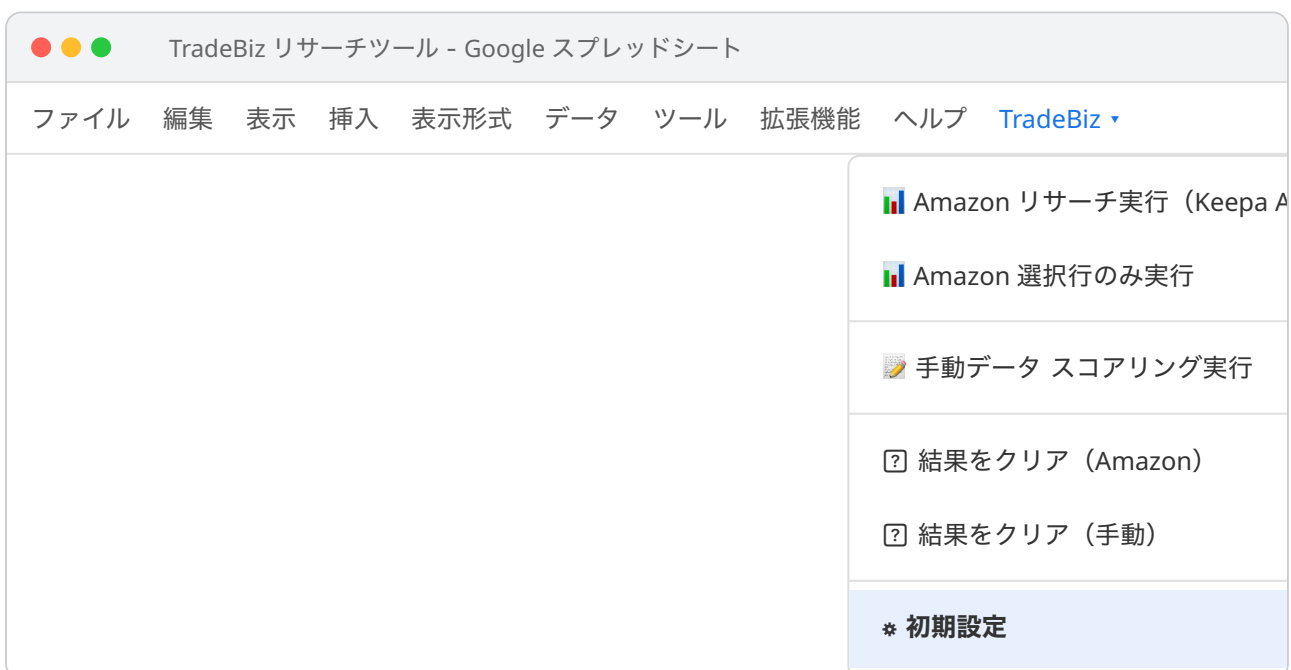 TradeBiz リサーチツール - Google スプレッドシート
ファイル 編集 表示 挿入 表示形式 データ ツール 拡張機能 ヘルプ TradeBiz ▾
📊 Amazon リサーチ実行（Keepa A
📊 Amazon 選択行のみ実行
📝 手動データ スコアリング実行
結果をクリア（Amazon）
結果をクリア（手動）
⚙ 初期設定